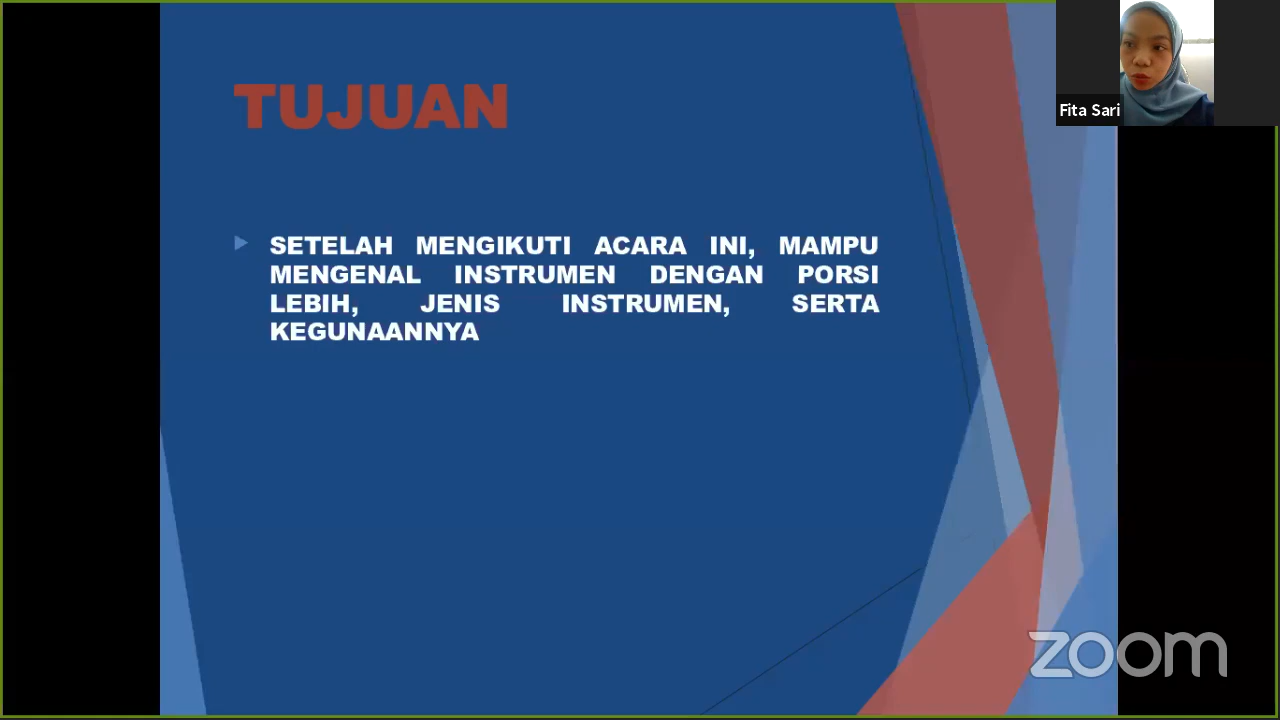 TUJUAN
SETELAH MENGIKUTI ACARA INI, MAMPU
MENGENAL INSTRUMEN DENGAN PORSI
LEBIH, JENIS INSTRUMEN, SERTA
KEGUNAANNYA
Fita Sari
zoom